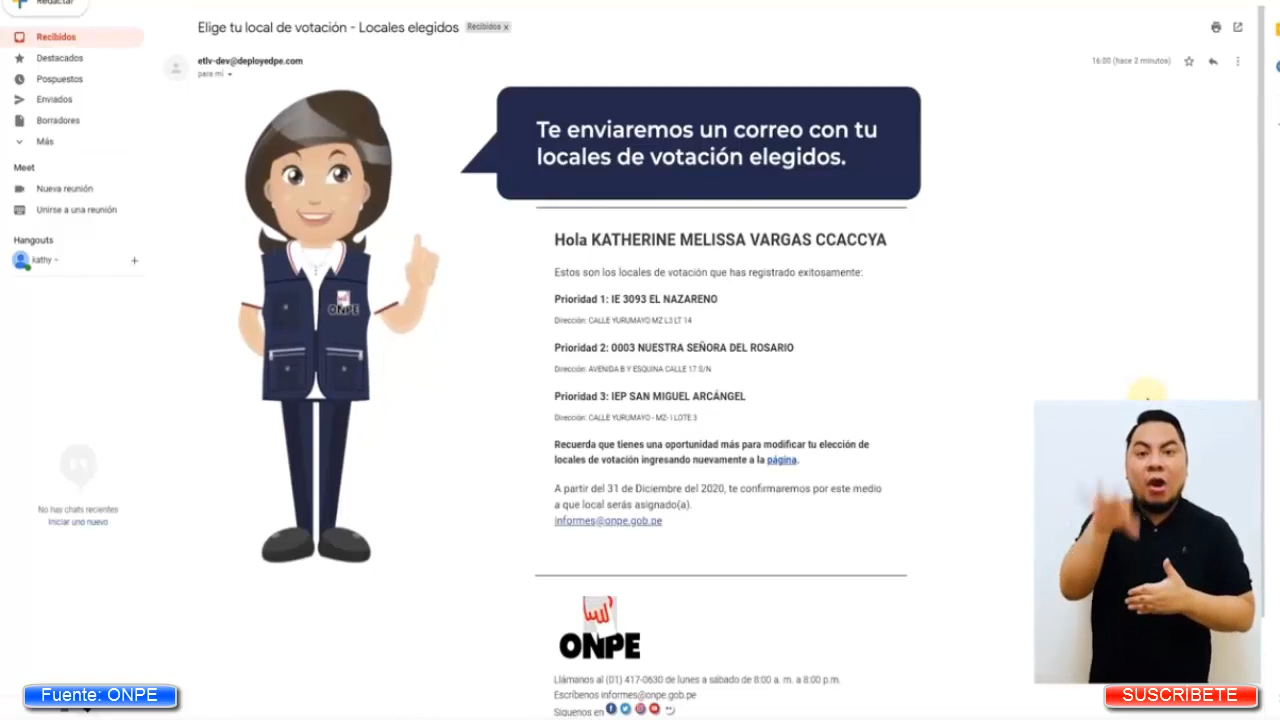 Redactar
Recibidos
Destacados
Pospuestos
Enviados
Borradores
Más
Meet
Nueva reunión
Unirse a una reunión
Hangouts
kathy
No hay chats recientes
Iniciar uno nuevo
Elige tu local de votación - Locales elegidos Recibidos x
etlv-dev@deployedpe.com
para mí
16:00 (hace 2 minutos)
Te enviaremos un correo con tu
locales de votación elegidos.
ONPE
Hola KATHERINE MELISSA VARGAS CCACCYA
Estos son los locales de votación que has registrado exitosamente:
Prioridad 1: IE 3093 EL NAZARENO
Dirección: CALLE YURUMAYO MZ L3 LT 14
Prioridad 2: 0003 NUESTRA SEÑORA DEL ROSARIO
Dirección: AVENIDA B Y ESQUINA CALLE 17 S/N
Prioridad 3: IEP SAN MIGUEL ARCÁNGEL
Dirección: CALLE YURUMAYO - MZ- I LOTE 3
Recuerda que tienes una oportunidad más para modificar tu elección de
locales de votación ingresando nuevamente a la página.
A partir del 31 de Diciembre del 2020, te confirmaremos por este medio
a que local serás asignado(a).
informes@onpe.gob.pe
ONPE
Llámanos al (01) 417-0630 de lunes a sábado de 8:00 a. m. a 8:00 p.m.
Escríbenos informes@onpe.gob.pe
Síguenos en
Fuente: ONPE
SUSCRIBETE